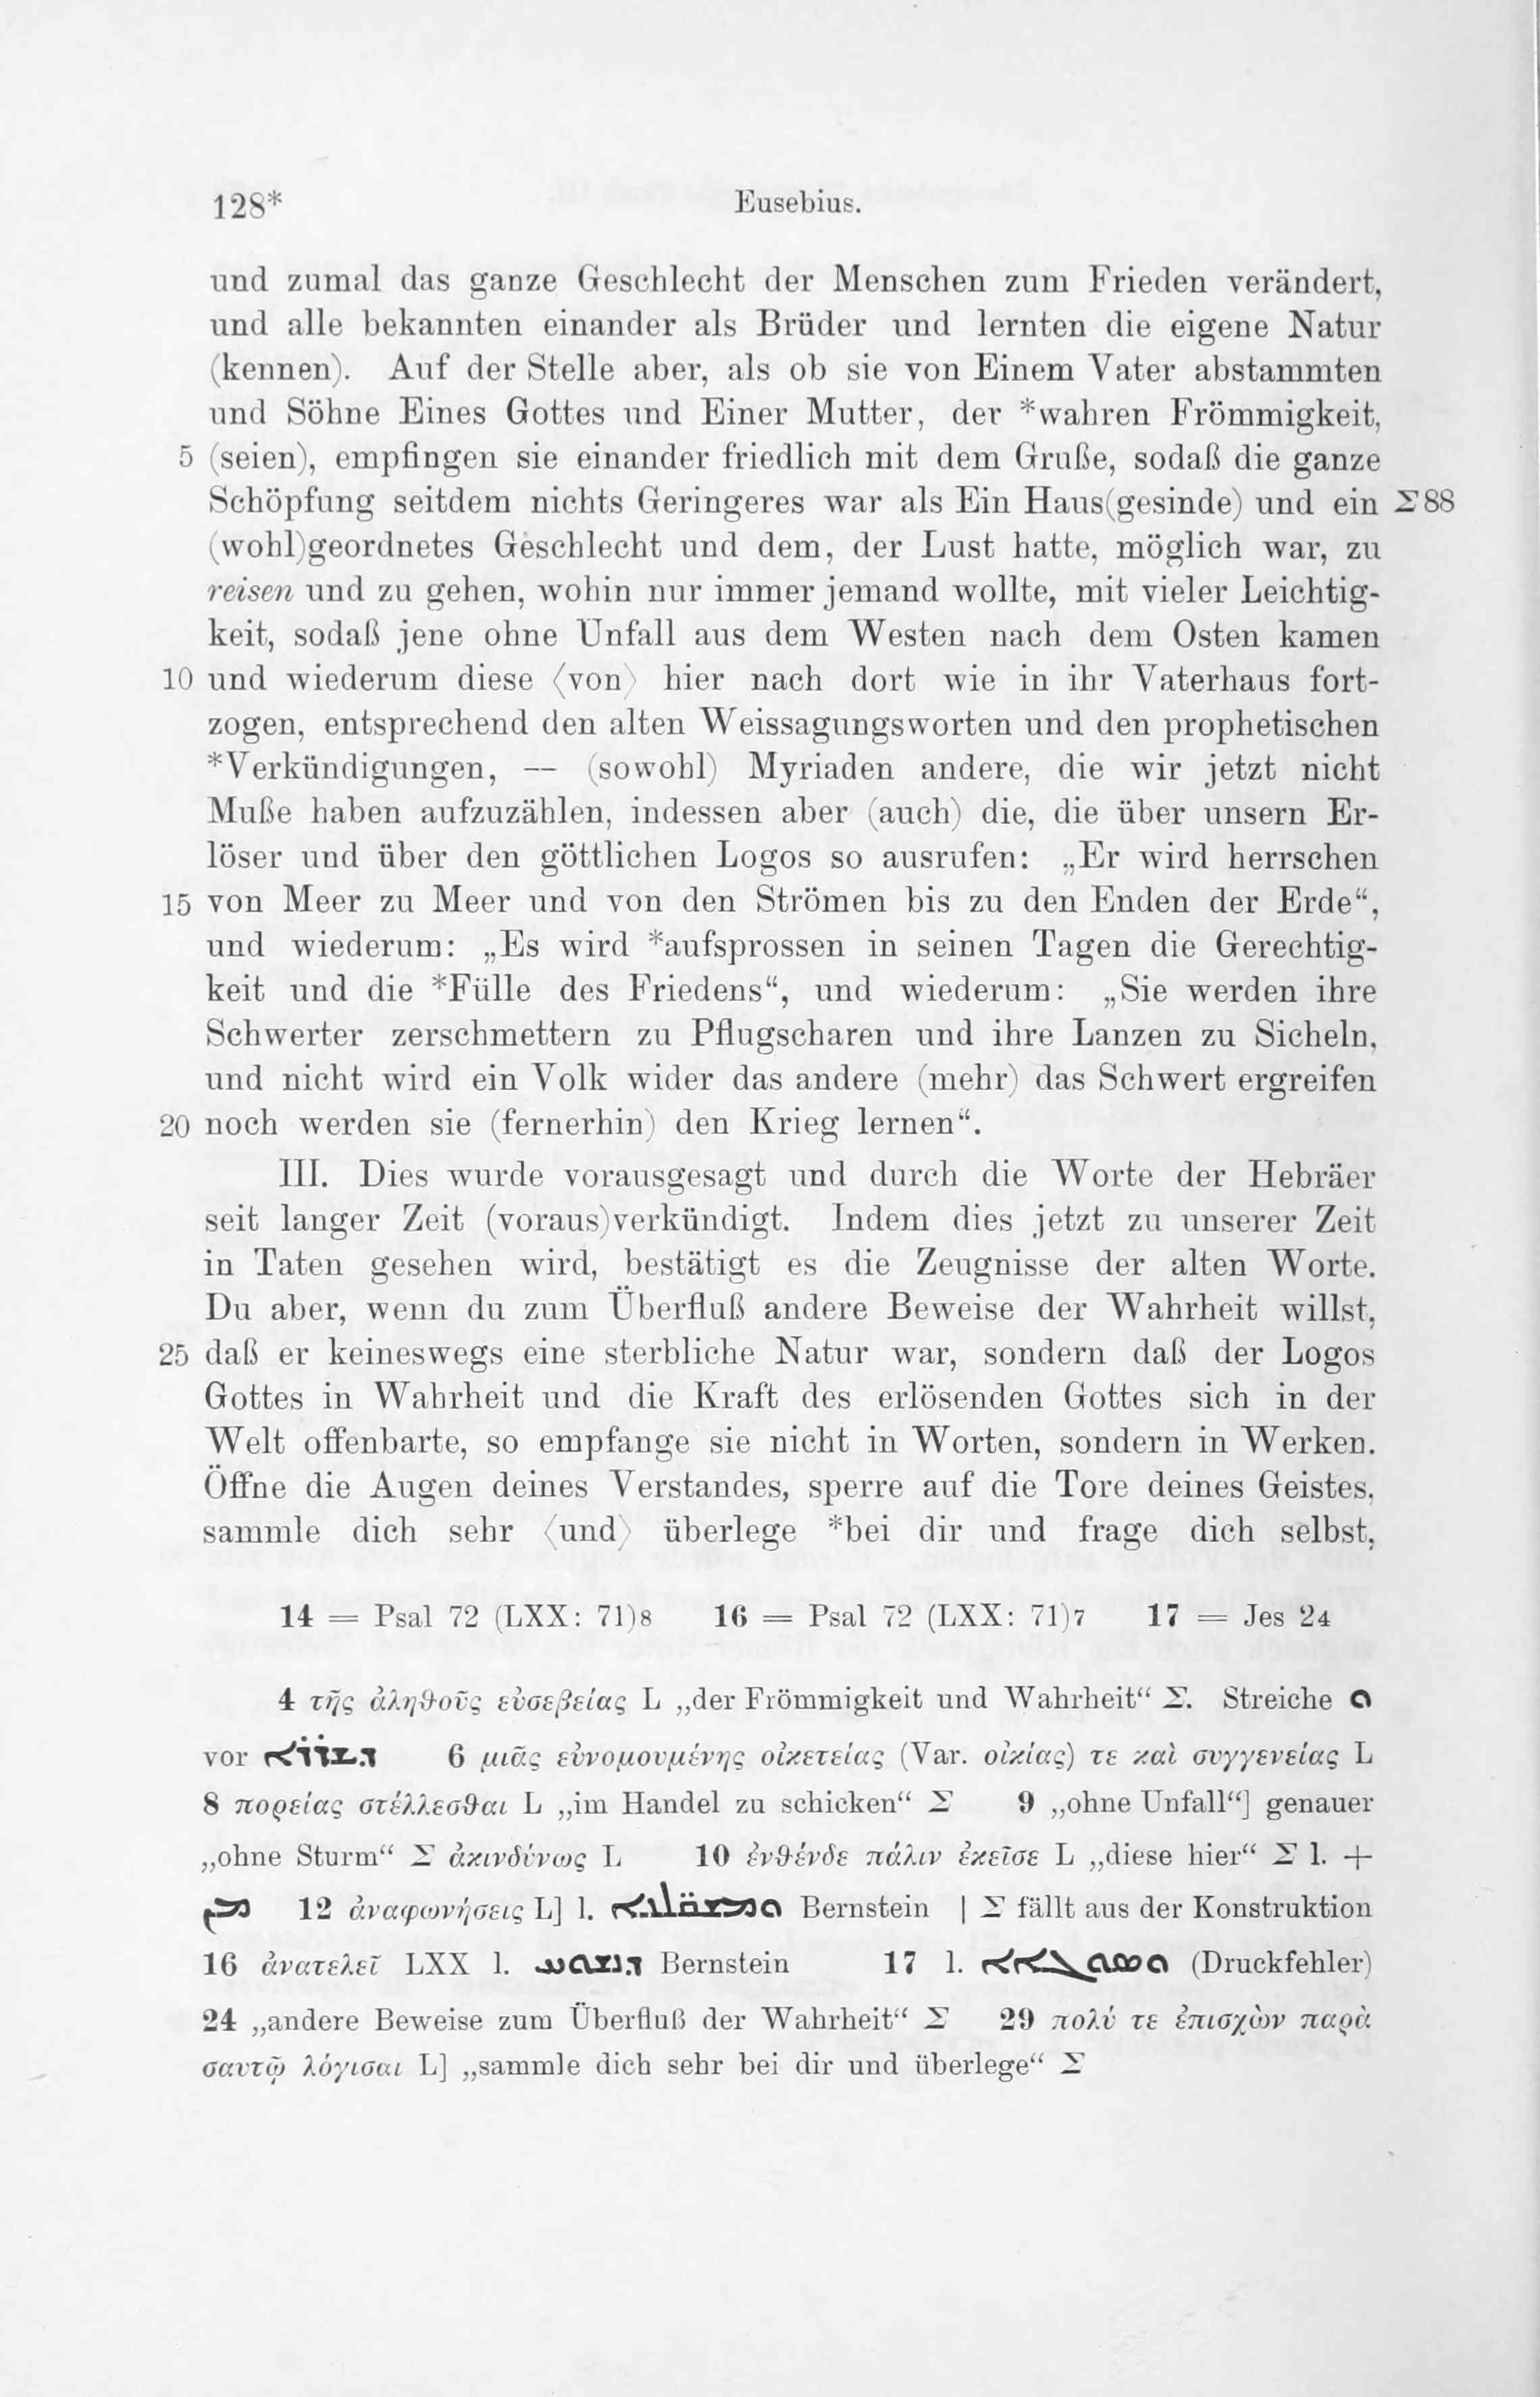 128* Eusebius.
und zumal das ganze Geschlecht der Menschen zum Frieden verändert,
und alle bekannten einander als Brüder und lernten die eigene Natur
(kennen). Auf der Stelle aber, als ob sie von Einem Vater abstammten
und Söhne Eines Gottes und Einer Mutter, der *wahren Frömmigkeit,
5 (seien), empfingen sie einander friedlich mit dem Gruße, sodaß die ganze
Schöpfung seitdem nichts Geringeres war als Ein Haus(gesinde) und ein Σ 88
(wohl)geordnetes Geschlecht und dem, der Lust hatte, möglich war, zu
reisen und zu gehen, wohin nur immer jemand wollte, mit vieler Leichtig-
keit, sodaß jene ohne Unfall aus dem Westen nach dem Osten kamen
10 und wiederum diese ⟨von⟩ hier nach dort wie in ihr Vaterhaus fort-
zogen, entsprechend den alten Weissagungsworten und den prophetischen
*Verkündigungen, — (sowohl) Myriaden andere, die wir jetzt nicht
Muße haben aufzuzählen, indessen aber (auch) die, die über unsern Er-
löser und über den göttlichen Logos so ausrufen: „Er wird herrschen
15 von Meer zu Meer und von den Strömen bis zu den Enden der Erde“,
und wiederum: „Es wird *aufsprossen in seinen Tagen die Gerechtig-
keit und die *Fülle des Friedens“, und wiederum: „Sie werden ihre
Schwerter zerschmettern zu Pflugscharen und ihre Lanzen zu Sicheln,
und nicht wird ein Volk wider das andere (mehr) das Schwert ergreifen
20 noch werden sie (fernerhin) den Krieg lernen“.
III. Dies wurde vorausgesagt und durch die Worte der Hebräer
seit langer Zeit (voraus)verkündigt. Indem dies jetzt zu unserer Zeit
in Taten gesehen wird, bestätigt es die Zeugnisse der alten Worte.
Du aber, wenn du zum Überfluß andere Beweise der Wahrheit willst,
25 daß er keineswegs eine sterbliche Natur war, sondern daß der Logos
Gottes in Wahrheit und die Kraft des erlösenden Gottes sich in der
Welt offenbarte, so empfange sie nicht in Worten, sondern in Werken.
Öffne die Augen deines Verstandes, sperre auf die Tore deines Geistes,
sammle dich sehr ⟨und⟩ überlege *bei dir und frage dich selbst,
14 = Psal 72 (LXX: 71)8 16 = Psal 72 (LXX: 71)7 17 = Jes 24
4 τῆς ἀληϑοῦς εὐσεβείας L „der Frömmigkeit und Wahrheit“ Σ. Streiche ܘ
vor ܕܫܪܪܐ 6 μιᾶς εὐνομουμένης οἰκετείας (Var. οἰκίας) τε καὶ συγγενείας L
8 πορείας στέλλεσϑαι L „im Handel zu schicken“ Σ 9 „ohne Unfall“] genauer
„ohne Sturm“ Σ ἀκινδύνως L 10 ἐνϑένδε πάλιν ἐκεῖσε L „diese hier“ Σ l. +
ܡܢ 12 ἀναφωνήσεις L] l. Bernstein | Σ fällt aus der Konstruktion
16 ἀνατελεῖ LXX l. ܕܢܫܘܚ Bernstein 17 l. ܘܣܘܓܐܐ (Druckfehler)
24 „andere Beweise zum Überfluß der Wahrheit“ Σ 29 πολύ τε ἐπισχὼν παρὰ
σαυτῷ λόγισαι L] „sammle dich sehr bei dir und überlege“ Σ